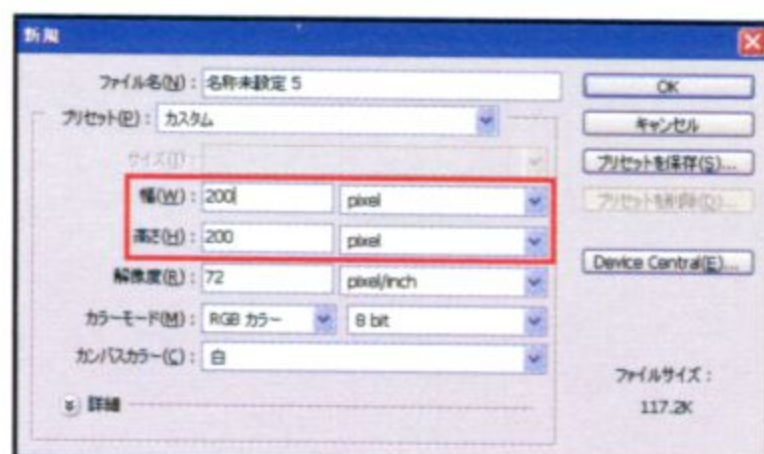 新規
ファイル名(N)： 名称未設定 5
OK
プリセット(P)： カスタム
キャンセル
サイズ(I)：
プリセットを保存(S)...
幅(W)： 200 pixel
プリセットを削除(D)...
高さ(H)： 200 pixel
Device Central(E)...
解像度(R)： 72 pixel/inch
カラーモード(M)： RGB カラー 8 bit
カンバスカラー(C)： 白
ファイルサイズ：
117.2K
詳細